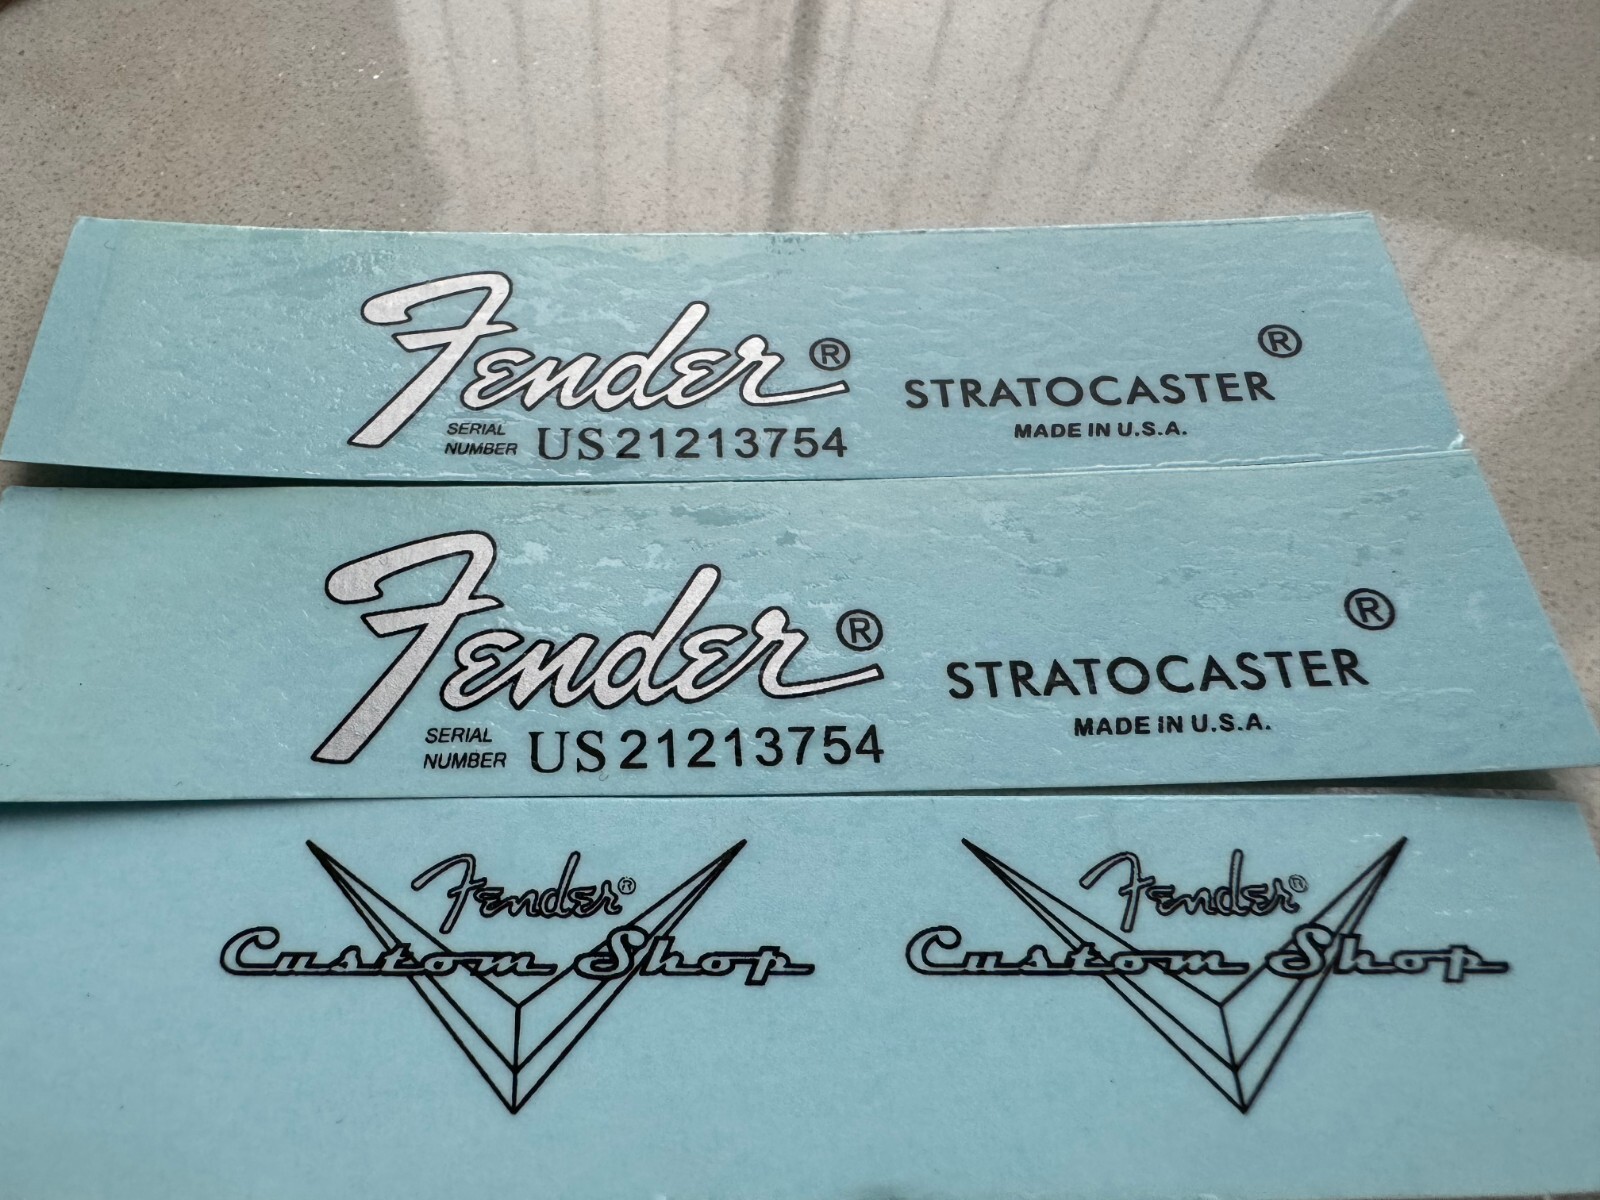 Fender®
STRATOCASTER®
SERIAL NUMBER US21213754
MADE IN U.S.A.
Fender®
STRATOCASTER®
SERIAL NUMBER US21213754
MADE IN U.S.A.
Fender®
Custom Shop
Fender®
Custom Shop